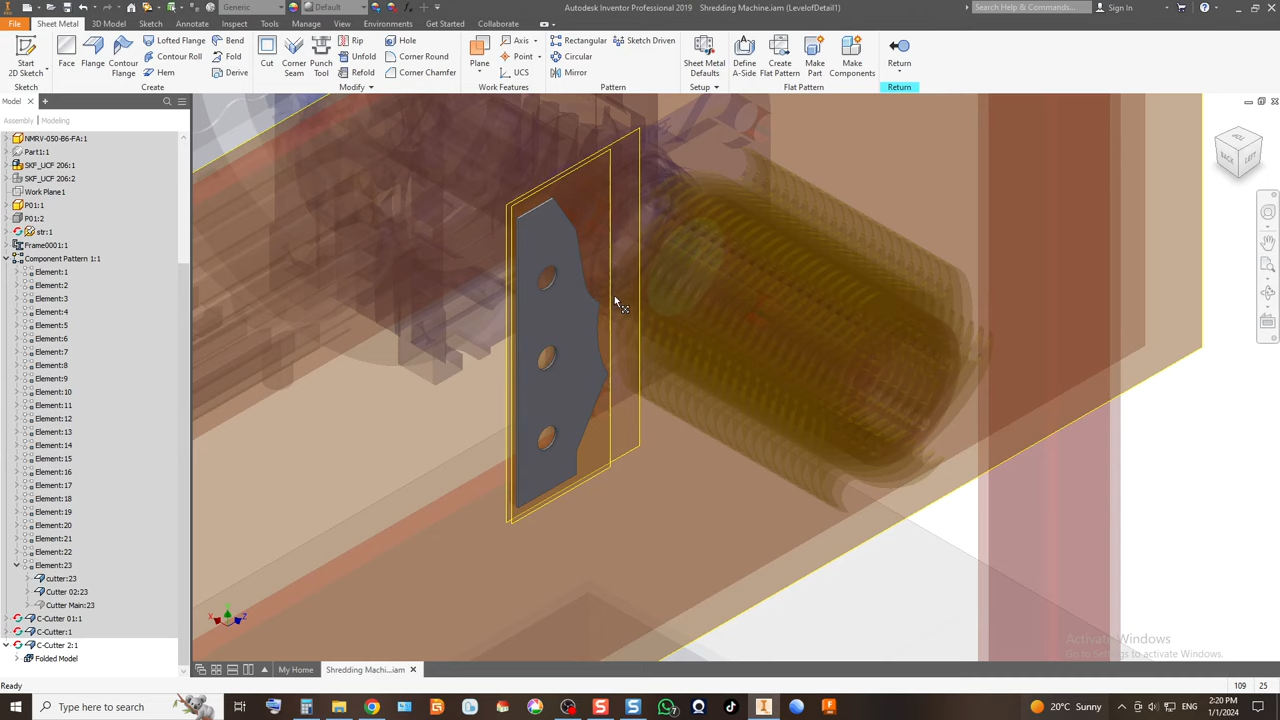 Generic
Default
Autodesk Inventor Professional 2019 Shredding Machine.iam (LevelofDetail1)
Search Help & Commands...
Sign In
File
Sheet Metal
3D Model
Sketch
Annotate
Inspect
Tools
Manage
View
Environments
Get Started
Collaborate
Start
2D Sketch
Face
Flange
Contour
Flange
Lofted Flange
Contour Roll
Hem
Bend
Fold
Derive
Cut
Corner
Seam
Punch
Tool
Rip
Unfold
Refold
Hole
Corner Round
Corner Chamfer
Plane
Axis
Point
UCS
Rectangular
Circular
Mirror
Sketch Driven
Sheet Metal
Defaults
Define
A-Side
Create
Flat Pattern
Make
Part
Make
Components
Return
Sketch
Create
Modify
Work Features
Pattern
Setup
Flat Pattern
Return
Model
Assembly
Modeling
NMRV-050-B6-FA:1
Part1:1
SKF_UCF 206:1
SKF_UCF 206:2
Work Plane1
P01:1
P01:2
str:1
Frame0001:1
Component Pattern 1:1
Element:1
Element:2
Element:3
Element:4
Element:5
Element:6
Element:7
Element:8
Element:9
Element:10
Element:11
Element:12
Element:13
Element:14
Element:15
Element:16
Element:17
Element:18
Element:19
Element:20
Element:21
Element:22
Element:23
cutter:23
Cutter 02:23
Cutter Main:23
C-Cutter 01:1
C-Cutter:1
C-Cutter 2:1
Folded Model
TOP
BACK
LEFT
X
Z
Activate Windows
Go to Settings to activate Windows.
My Home
Shredding Machi...iam
Ready
109
25
Type here to search
20°C Sunny
2:20 PM
1/1/2024